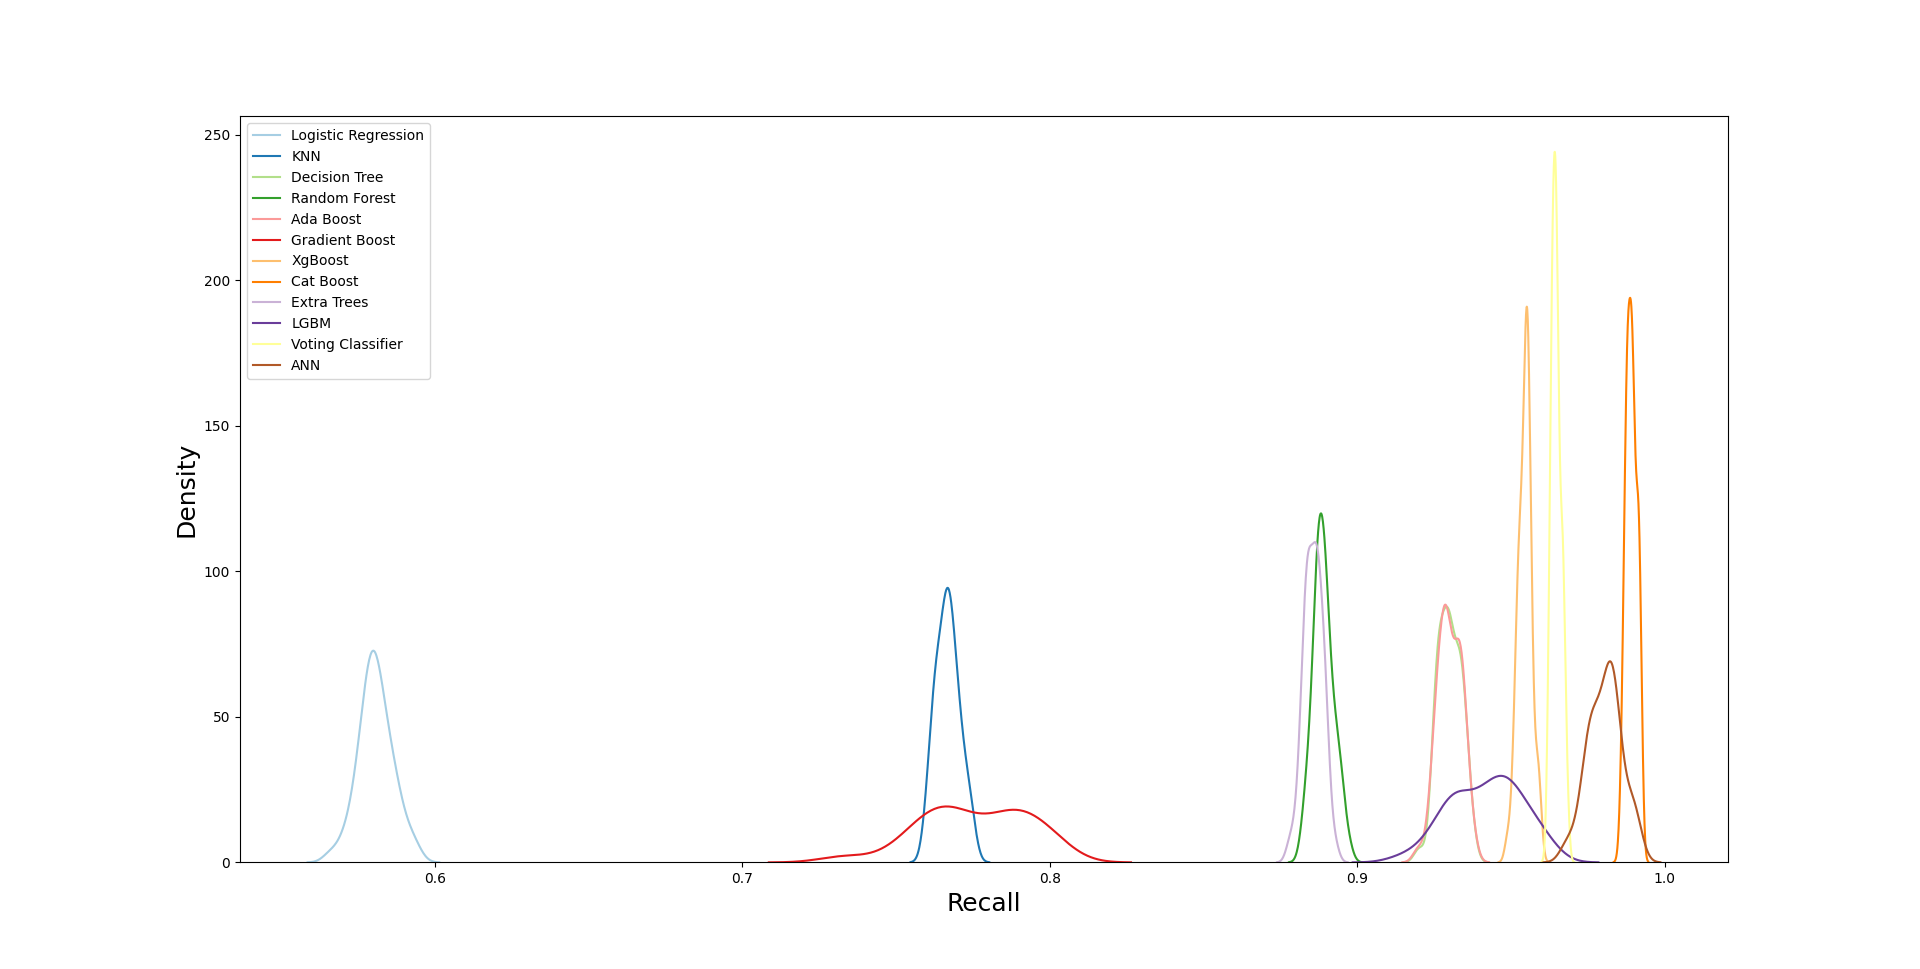 250
200
150
100
50
0
Density
Logistic Regression
KNN
Decision Tree
Random Forest
Ada Boost
Gradient Boost
XgBoost
Cat Boost
Extra Trees
LGBM
Voting Classifier
ANN
0.6 0.7 0.8 0.9 1.0
Recall